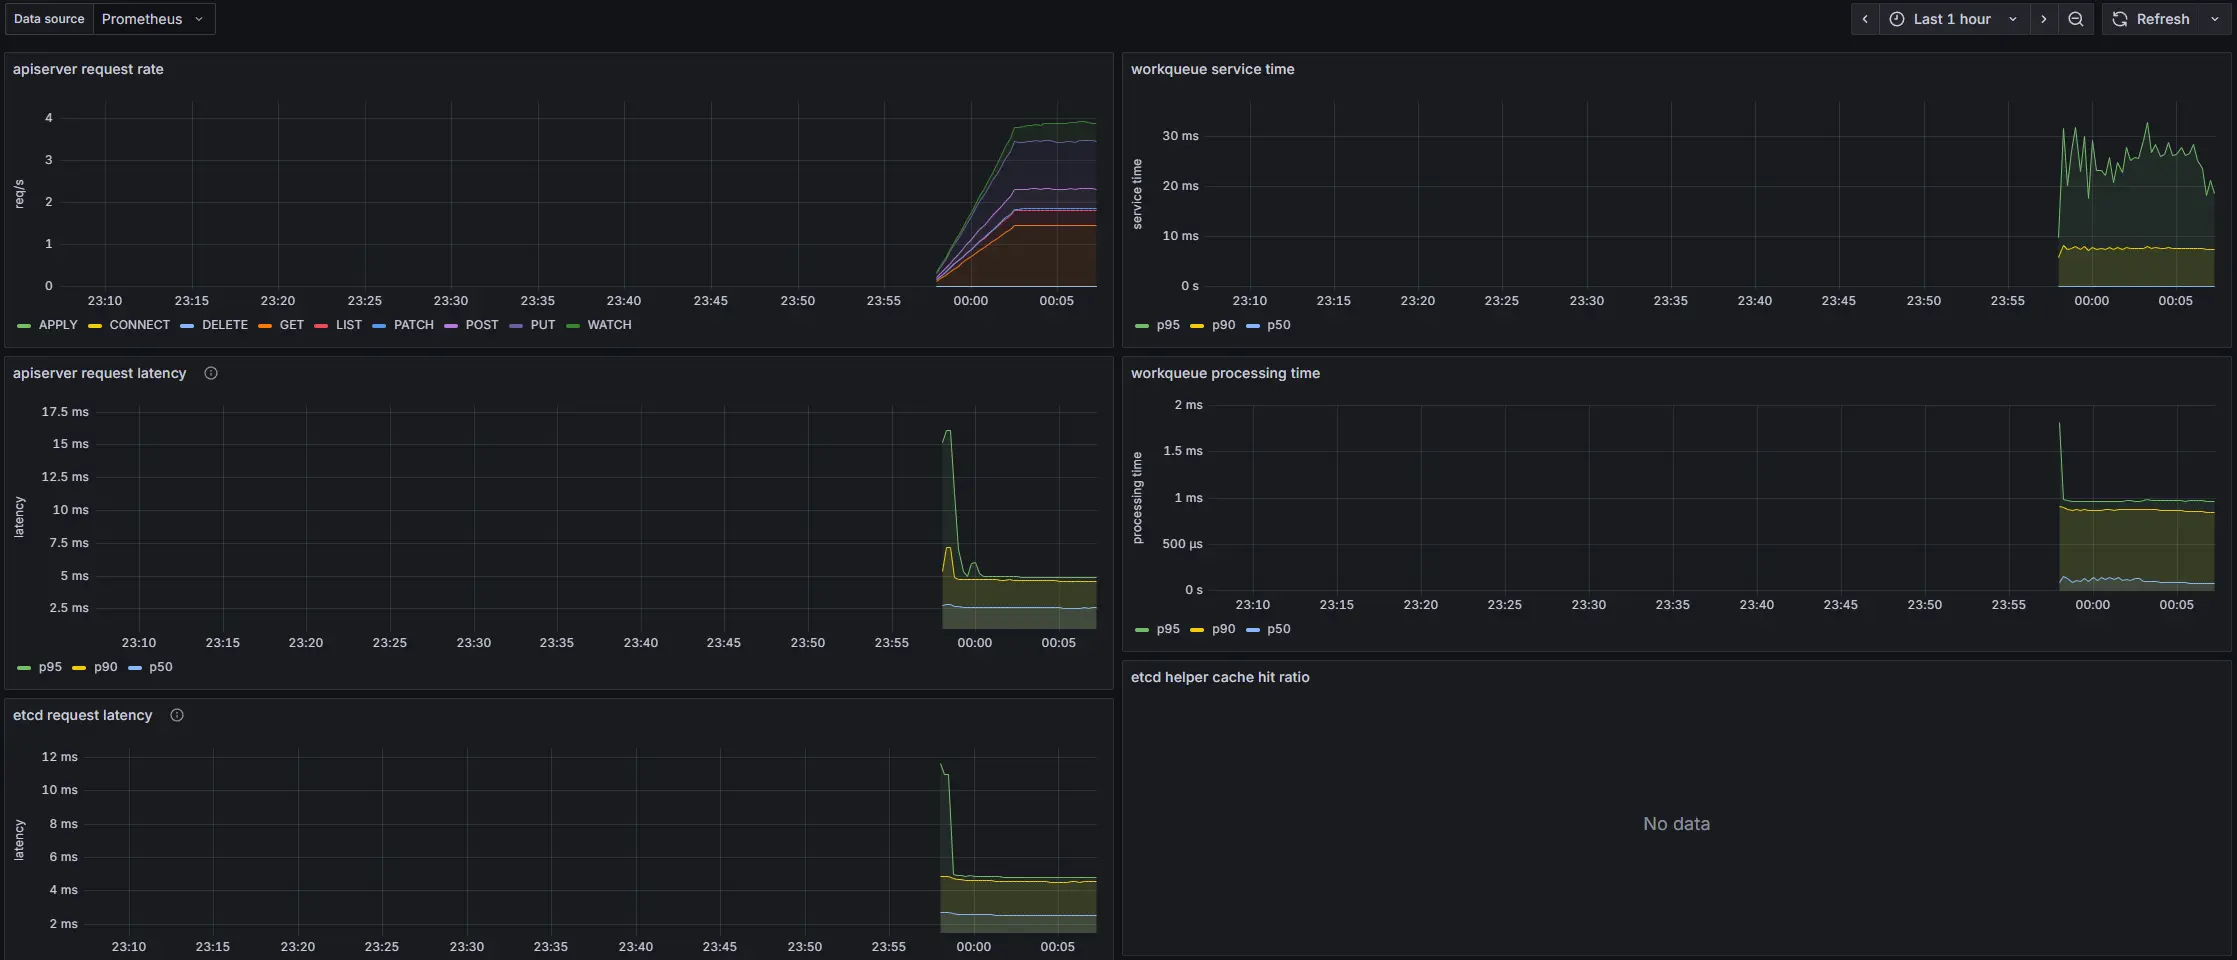 Data source Prometheus Last 1 hour Refresh
apiserver request rate
req/s
4
3
2
1
0
23:10 23:15 23:20 23:25 23:30 23:35 23:40 23:45 23:50 23:55 00:00 00:05
APPLY CONNECT DELETE GET LIST PATCH POST PUT WATCH
workqueue service time
service time
30 ms
20 ms
10 ms
0 s
23:10 23:15 23:20 23:25 23:30 23:35 23:40 23:45 23:50 23:55 00:00 00:05
p95 p90 p50
apiserver request latency
latency
17.5 ms
15 ms
12.5 ms
10 ms
7.5 ms
5 ms
2.5 ms
23:10 23:15 23:20 23:25 23:30 23:35 23:40 23:45 23:50 23:55 00:00 00:05
p95 p90 p50
workqueue processing time
processing time
2 ms
1.5 ms
1 ms
500 µs
0 s
23:10 23:15 23:20 23:25 23:30 23:35 23:40 23:45 23:50 23:55 00:00 00:05
p95 p90 p50
etcd request latency
latency
12 ms
10 ms
8 ms
6 ms
4 ms
2 ms
23:10 23:15 23:20 23:25 23:30 23:35 23:40 23:45 23:50 23:55 00:00 00:05
etcd helper cache hit ratio
No data